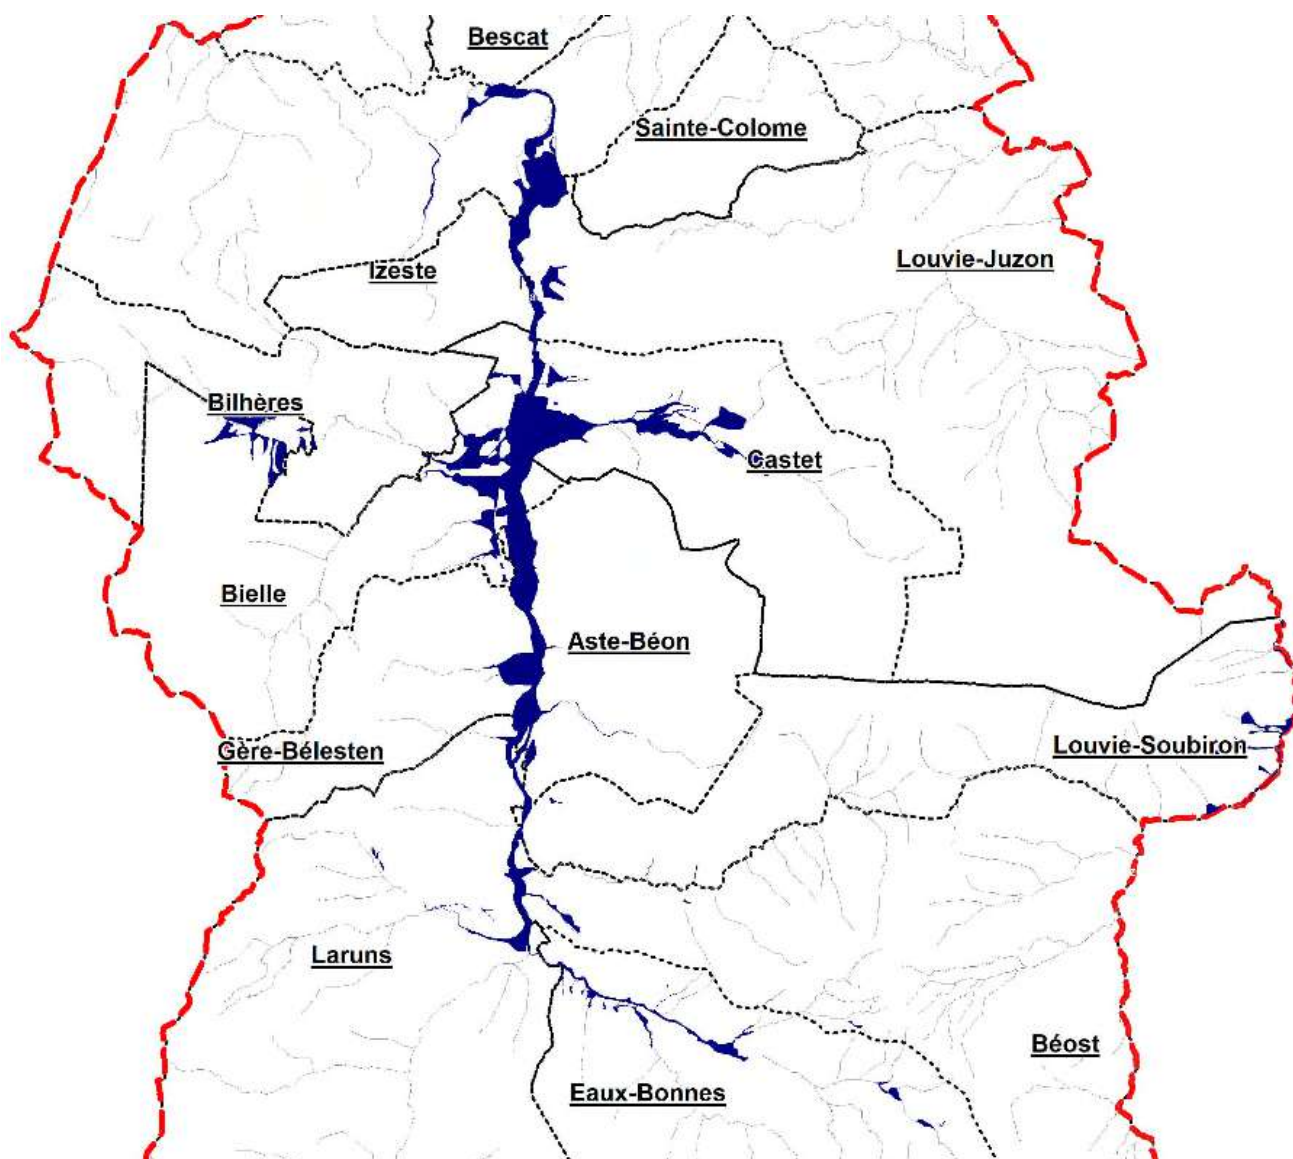 Bescat
Sainte-Colome
Louvie-Juzon
Izeste
Bilhères
Castet
Bielle
Aste-Béon
Gère-Bélesten
Louvie-Soubiron
Laruns
Béost
Eaux-Bonnes